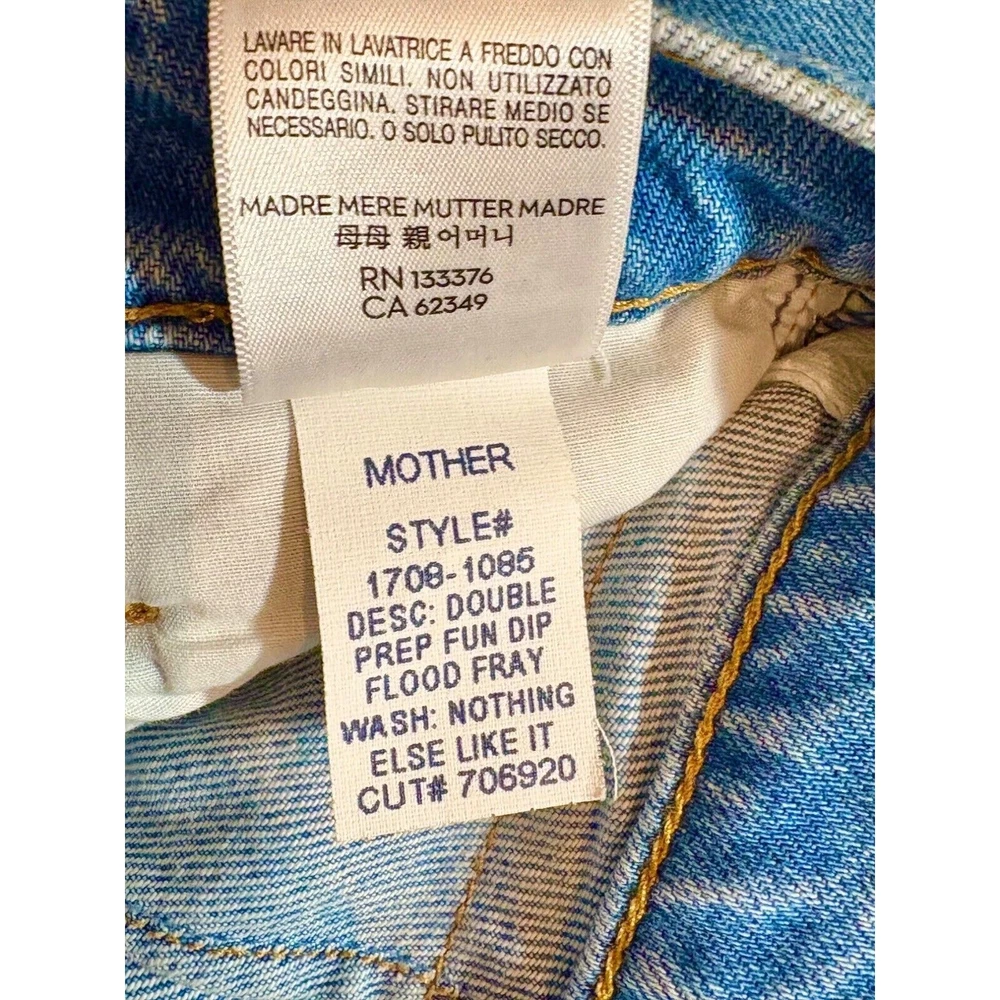 LAVARE IN LAVATRICE A FREDDO CON
COLORI SIMILI. NON UTILIZZATO
CANDEGGINA. STIRARE MEDIO SE
NECESSARIO. O SOLO PULITO SECCO.
MADRE MERE MUTTER MADRE
母母 親 어머니
RN 133376
CA 62349
MOTHER
STYLE#
1708-1085
DESC: DOUBLE
PREP FUN DIP
FLOOD FRAY
WASH: NOTHING
ELSE LIKE IT
CUT# 706920